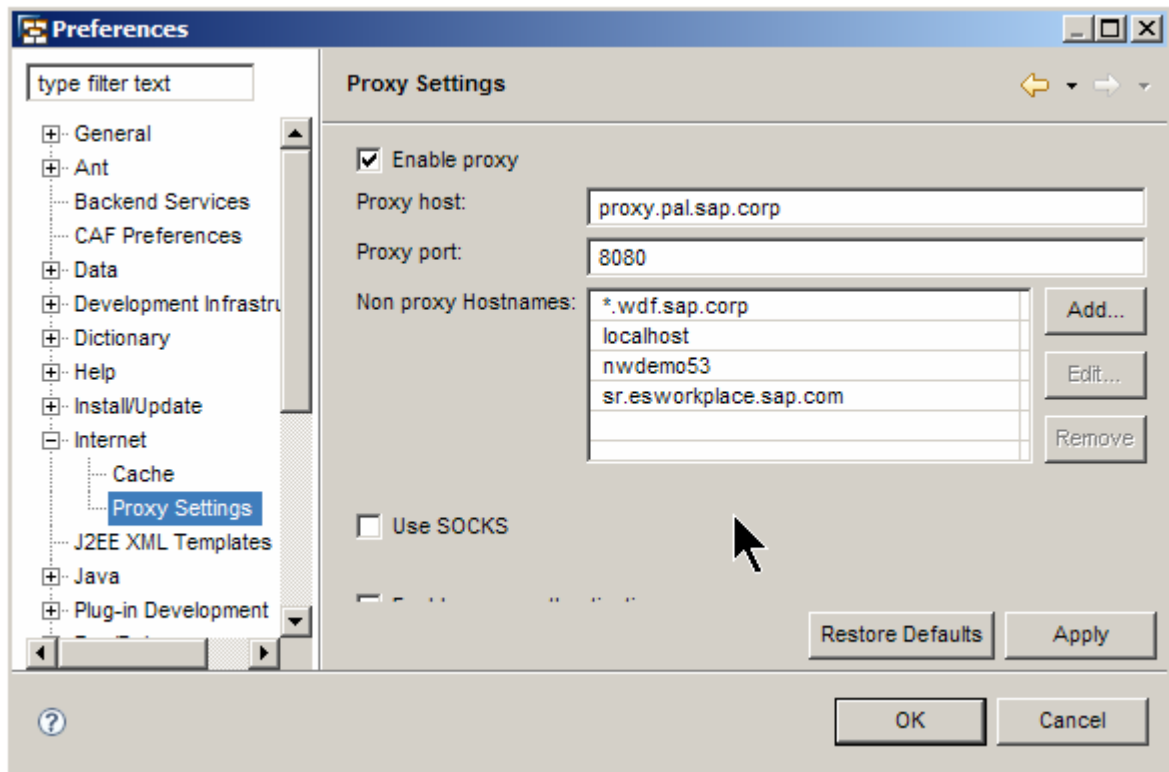 Preferences
type filter text
General
Ant
Backend Services
CAF Preferences
Data
Development Infrastru
Dictionary
Help
Install/Update
Internet
Cache
Proxy Settings
J2EE XML Templates
Java
Plug-in Development
Proxy Settings
Enable proxy
Proxy host:
proxy.pal.sap.corp
Proxy port:
8080
Non proxy Hostnames:
*.wdf.sap.corp
localhost
nwdemo53
sr.esworkplace.sap.com
Add...
Edit...
Remove
Use SOCKS
Restore Defaults
Apply
OK
Cancel